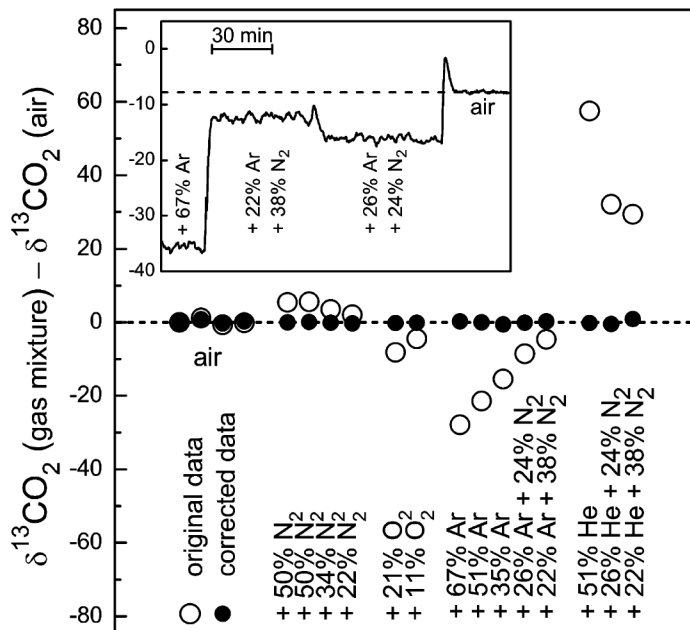 δ¹³CO₂ (gas mixture) – δ¹³CO₂ (air)
80
60
40
20
0
-20
-40
-60
-80
0
-10
-20
-30
-40
30 min
air
+ 67% Ar
+ 22% Ar
+ 38% N₂
+ 26% Ar
+ 24% N₂
air
original data
corrected data
+ 50% N₂
+ 50% N₂
+ 34% N₂
+ 22% N₂
+ 21% O₂
+ 11% O₂
+ 67% Ar
+ 51% Ar
+ 35% Ar
+ 26% Ar + 24% N₂
+ 22% Ar + 38% N₂
+ 51% He
+ 26% He + 24% N₂
+ 22% He + 38% N₂